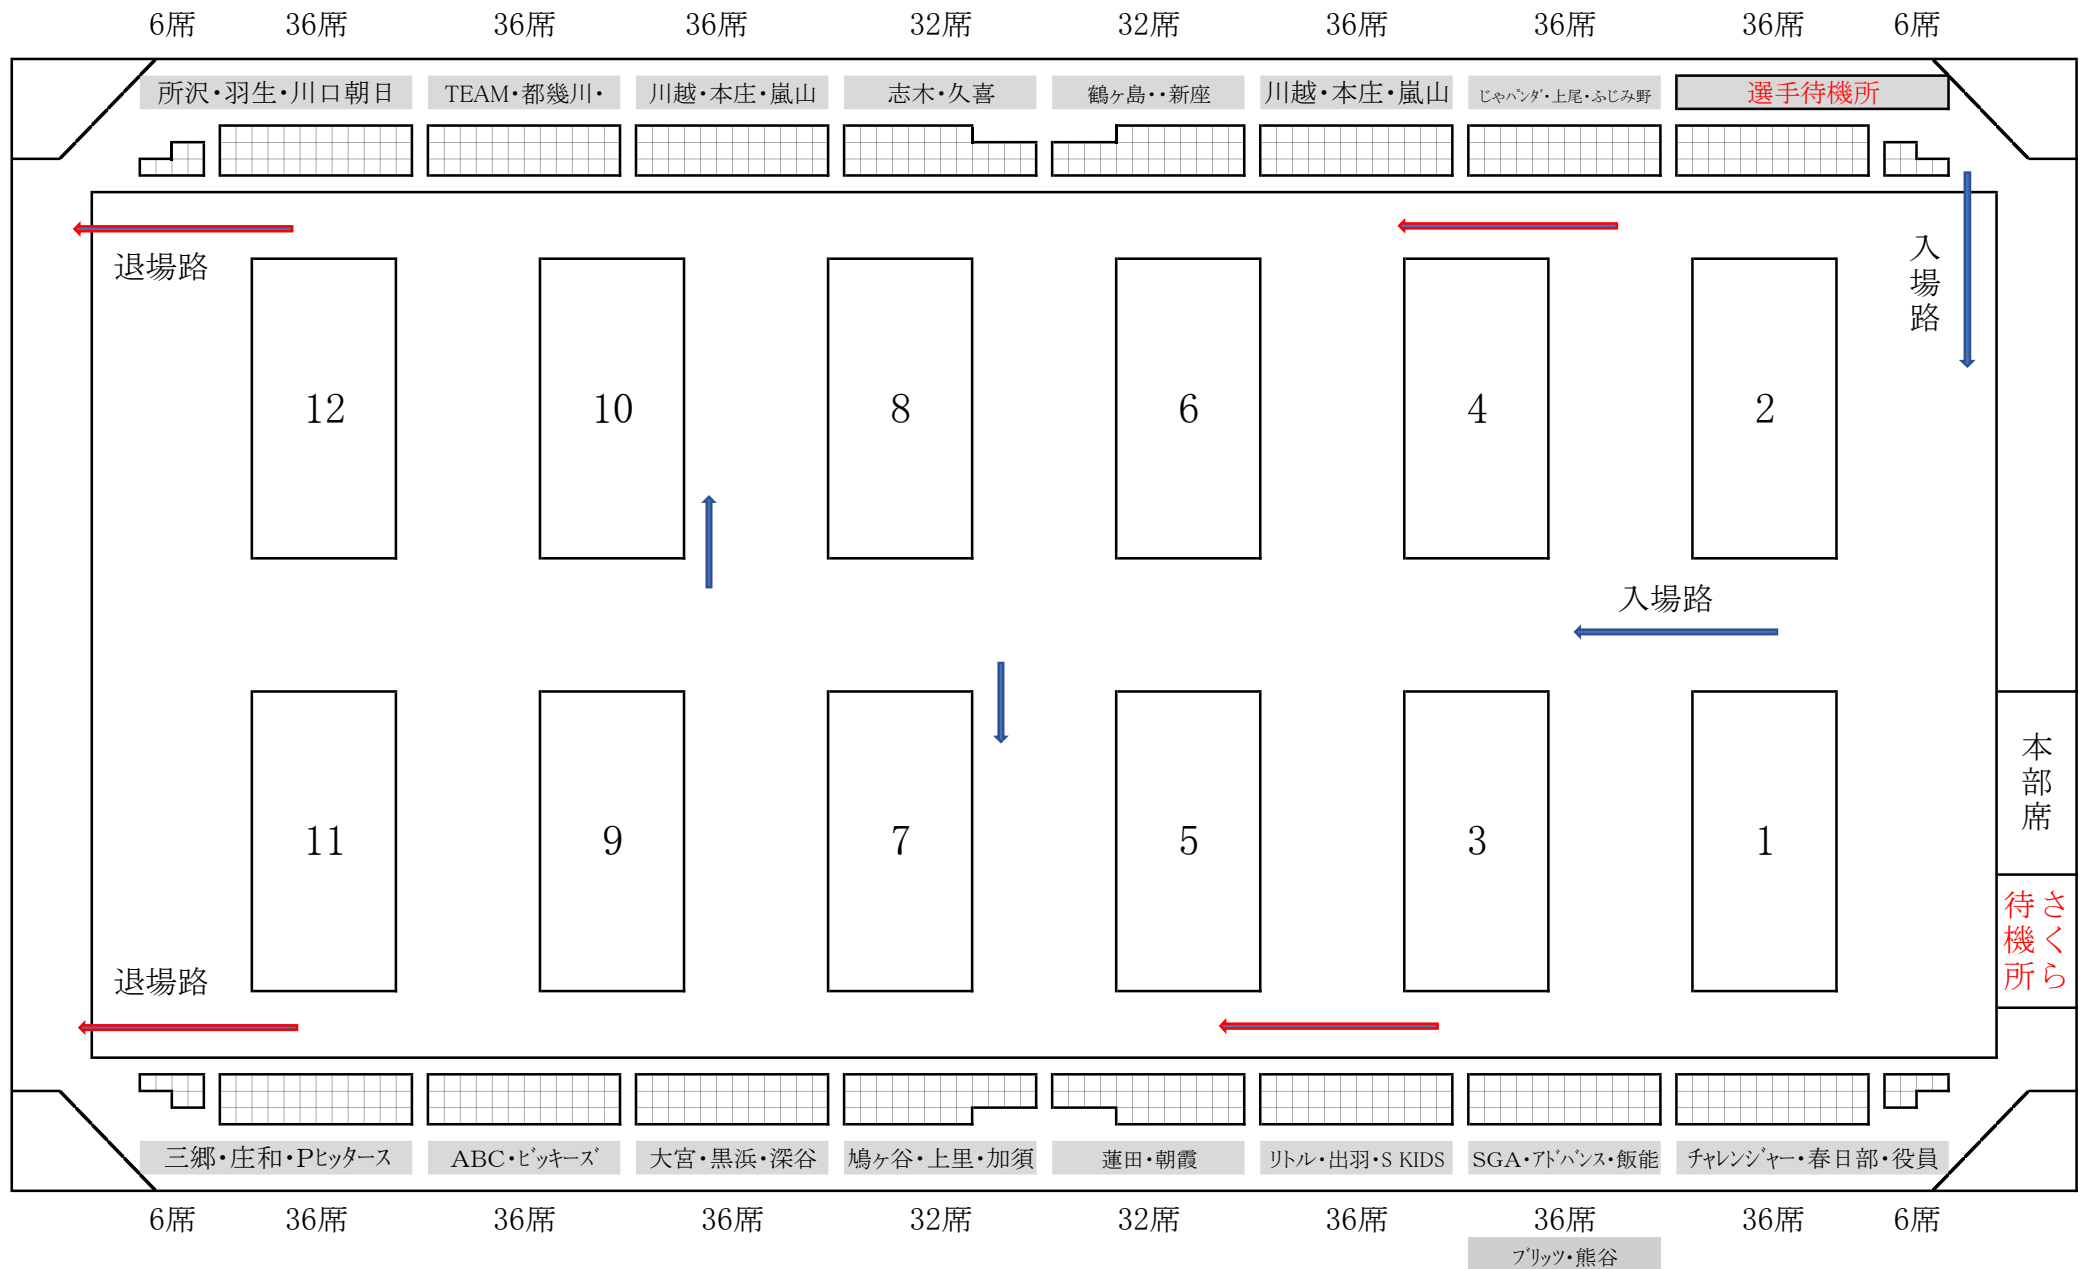 6席 36席 36席 36席 32席 32席 36席 36席 36席 6席
所沢・羽生・川口朝日 TEAM・都幾川・ 川越・本庄・嵐山 志木・久喜 鶴ヶ島・・新座 川越・本庄・嵐山 じゃパンダ・上尾・ふじみ野 選手待機所
退場路
入場路
12 10 8 6 4 2
入場路
本部席
11 9 7 5 3 1
さくら
待機所
退場路
三郷・庄和・Pヒッタース ABC・ビッキーズ 大宮・黒浜・深谷 鳩ヶ谷・上里・加須 蓮田・朝霞 リトル・出羽・S KIDS SGA・アドバンス・飯能 チャレンジャー・春日部・役員
6席 36席 36席 36席 32席 32席 36席 36席 36席 6席
ブリッツ・熊谷